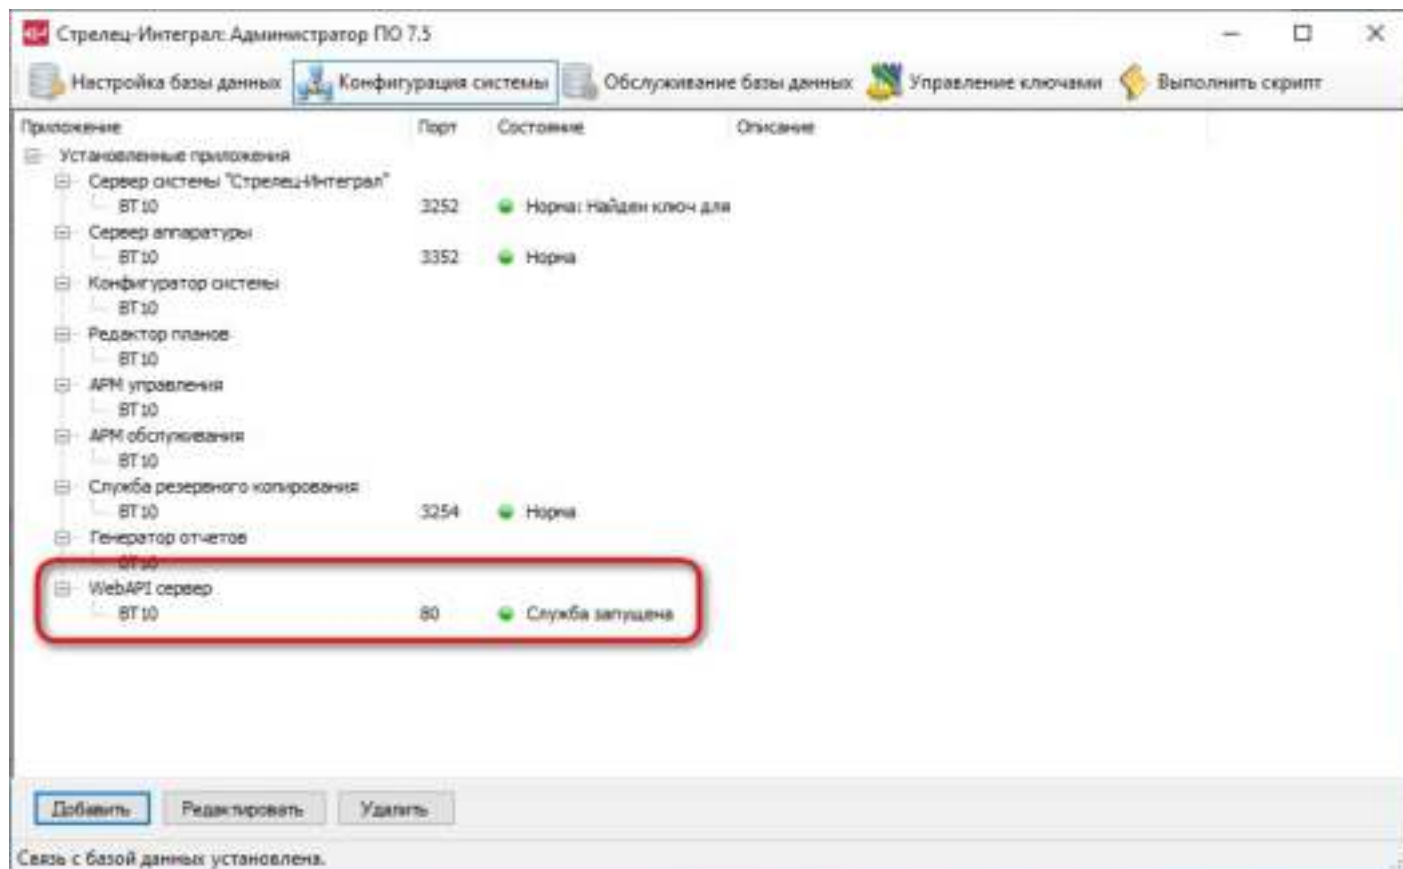 Стрелец-Интеграл: Администратор ПО 7.5
Настройка базы данных Конфигурация системы Обслуживание базы данных Управление ключами Выполнить скрипт
Приложение Порт Состояние Описание
Установленные приложения
Сервер системы "Стрелец-Интеграл"
BT10 3252 Норма: Найден ключ для
Сервер аппаратуры
BT10 3352 Норма
Конфигуратор системы
BT10
Редактор планов
BT10
АРМ управления
BT10
АРМ обслуживания
BT10
Служба резервного копирования
BT10 3254 Норма
Генератор отчетов
BT10
WebAPI сервер
BT10 80 Служба запущена
Добавить Редактировать Удалить
Связь с базой данных установлена.